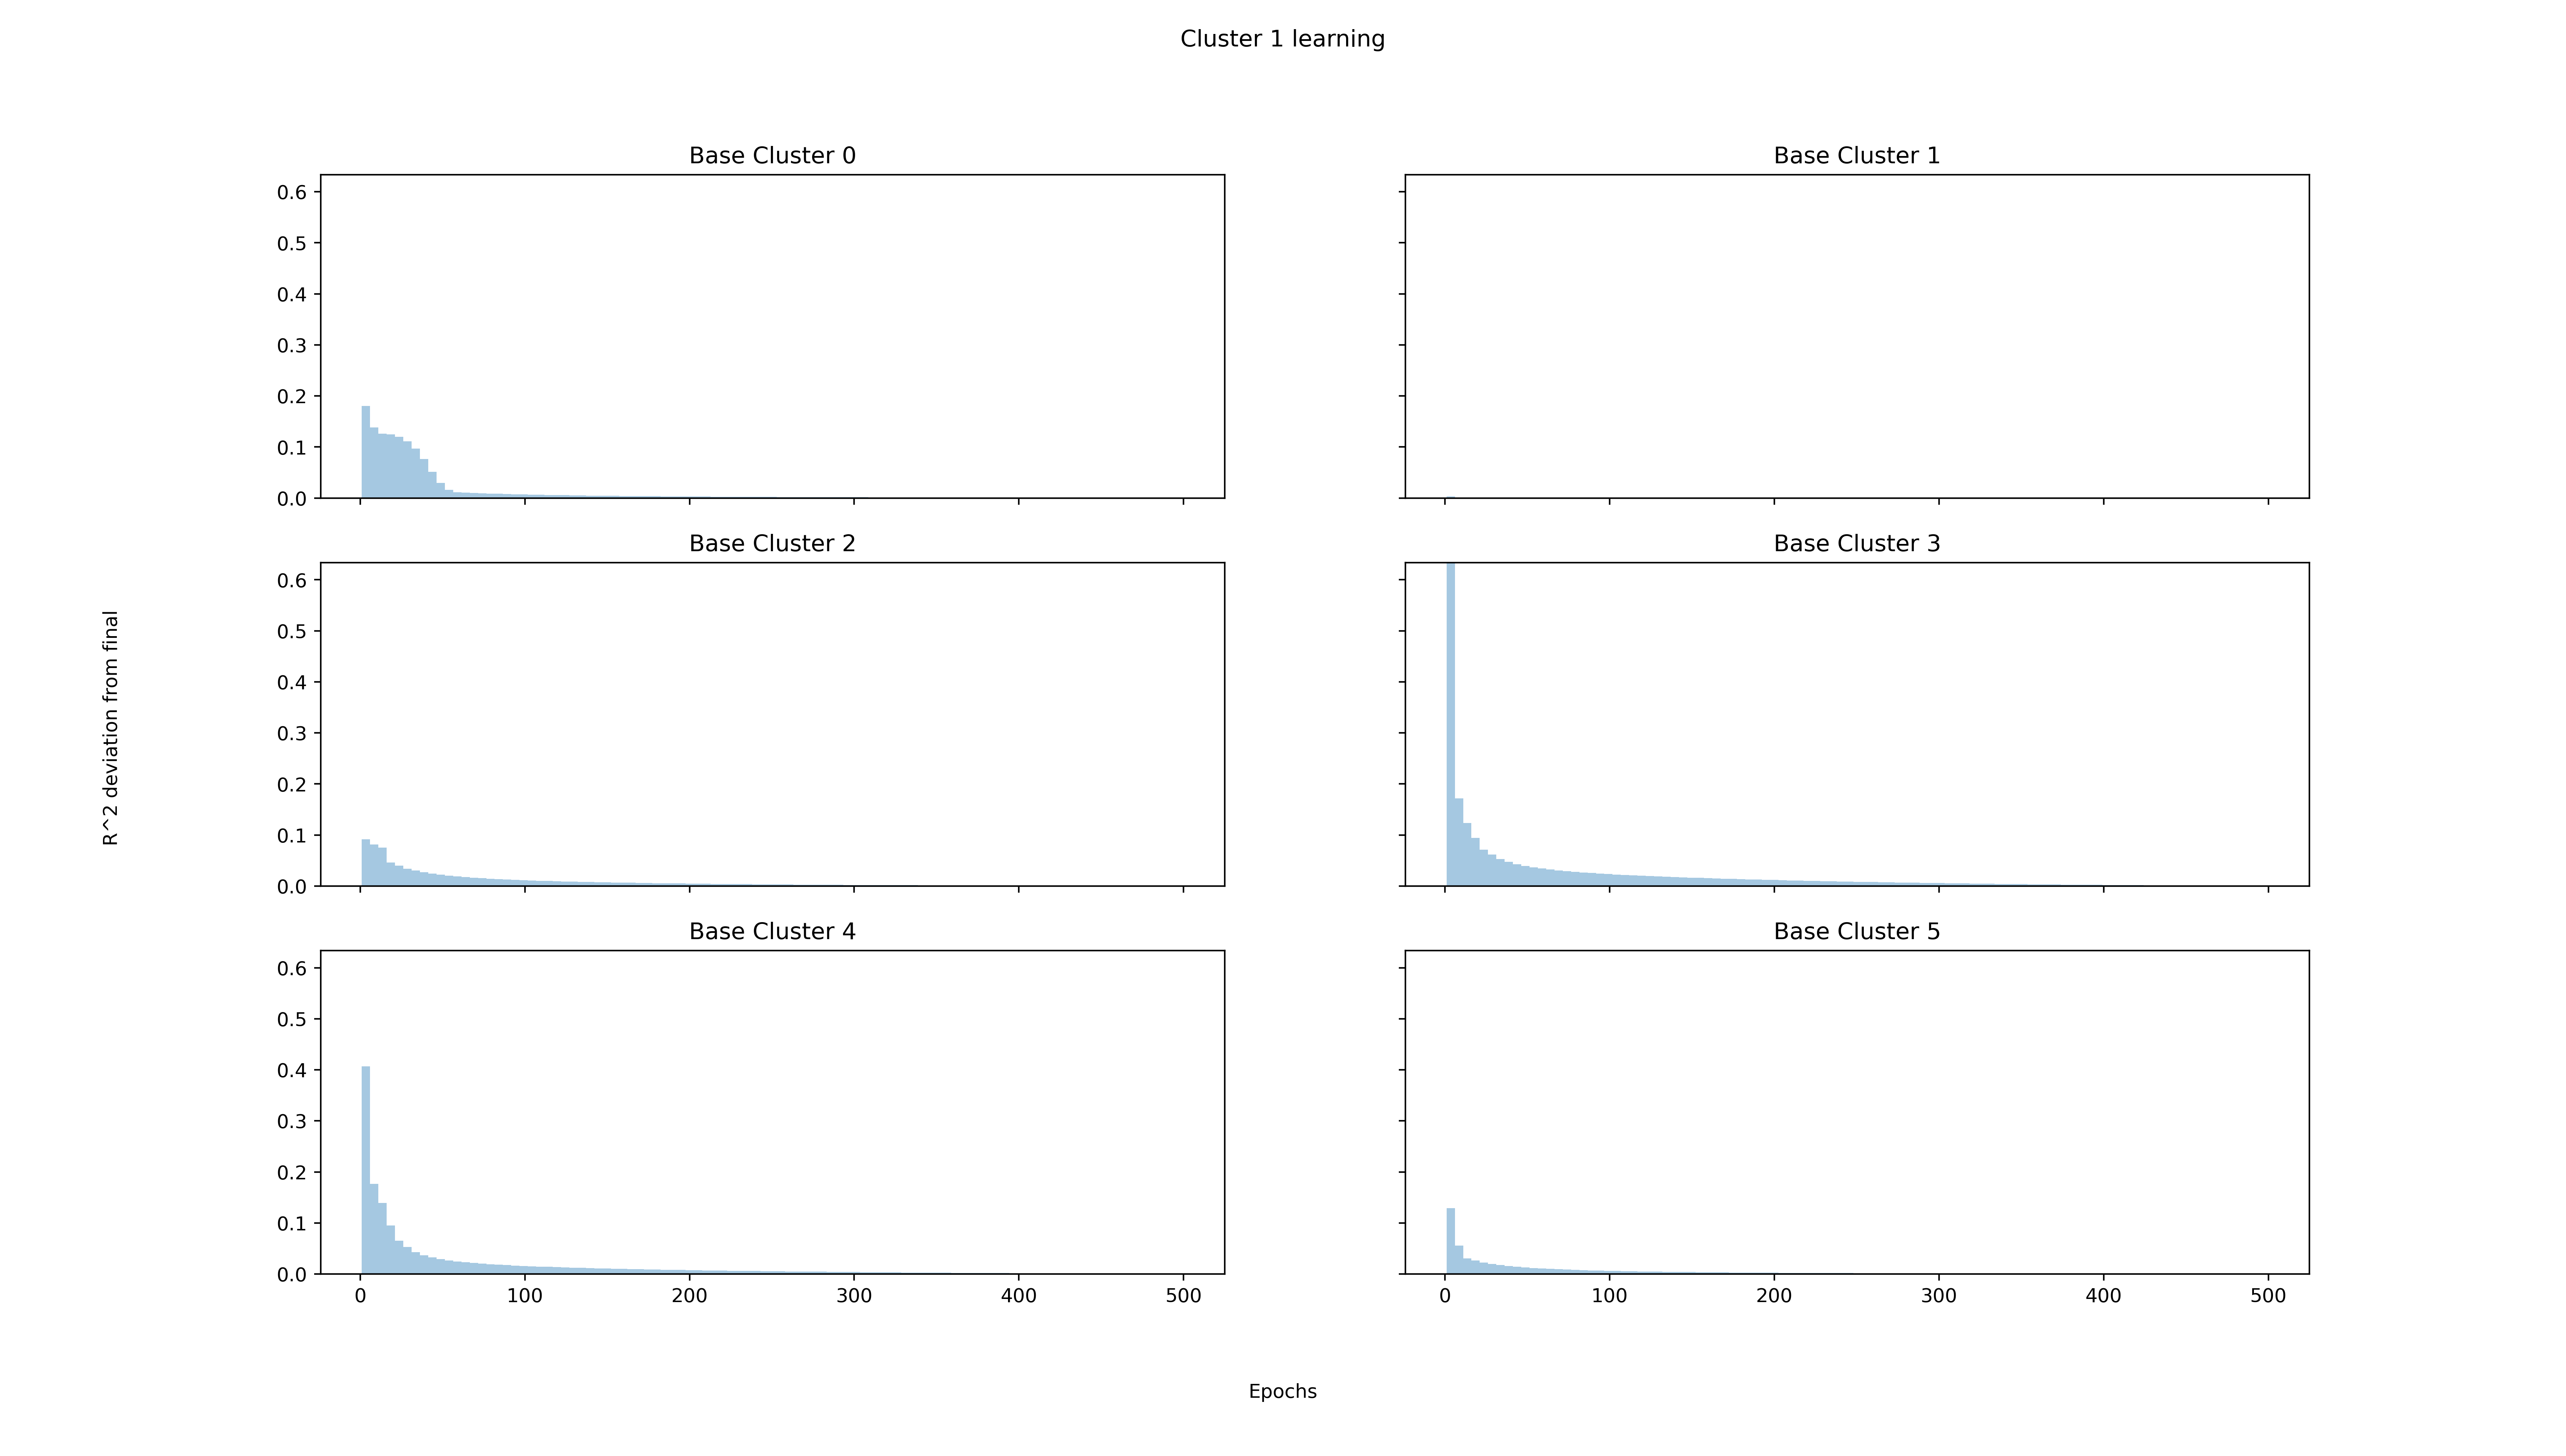 Cluster 1 learning
Base Cluster 0
0.6
0.5
0.4
0.3
0.2
0.1
0.0
Base Cluster 1
Base Cluster 2
0.6
0.5
0.4
0.3
0.2
0.1
0.0
Base Cluster 3
R^2 deviation from final
Base Cluster 4
0.6
0.5
0.4
0.3
0.2
0.1
0.0
0 100 200 300 400 500
Base Cluster 5
0 100 200 300 400 500
Epochs